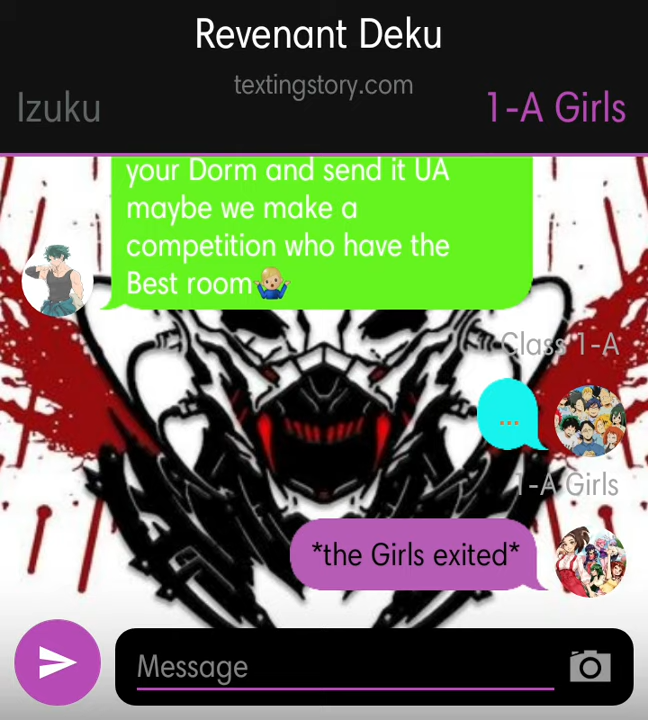 Revenant Deku
textingstory.com
Izuku
1-A Girls
your Dorm and send it UA
maybe we make a
competition who have the
Best room🤷🏼‍♂️
Class 1-A
...
1-A Girls
*the Girls exited*
Message